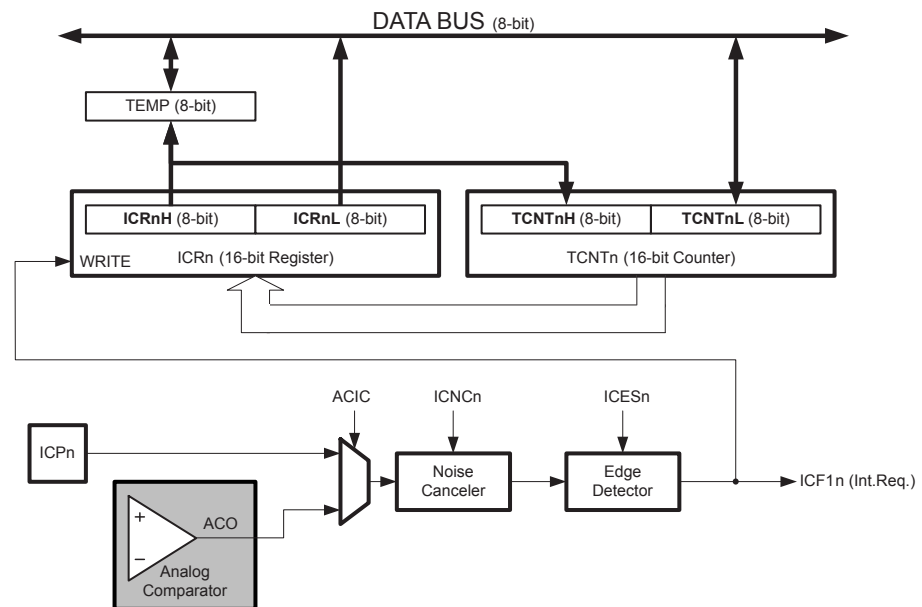 DATA BUS (8-bit)
TEMP (8-bit)
ICRnH (8-bit)
ICRnL (8-bit)
TCNTnH (8-bit)
TCNTnL (8-bit)
WRITE
ICRn (16-bit Register)
TCNTn (16-bit Counter)
ACIC
ICNCn
ICESn
ICPn
Noise
Canceler
Edge
Detector
ICF1n (Int.Req.)
+
ACO
−
Analog
Comparator